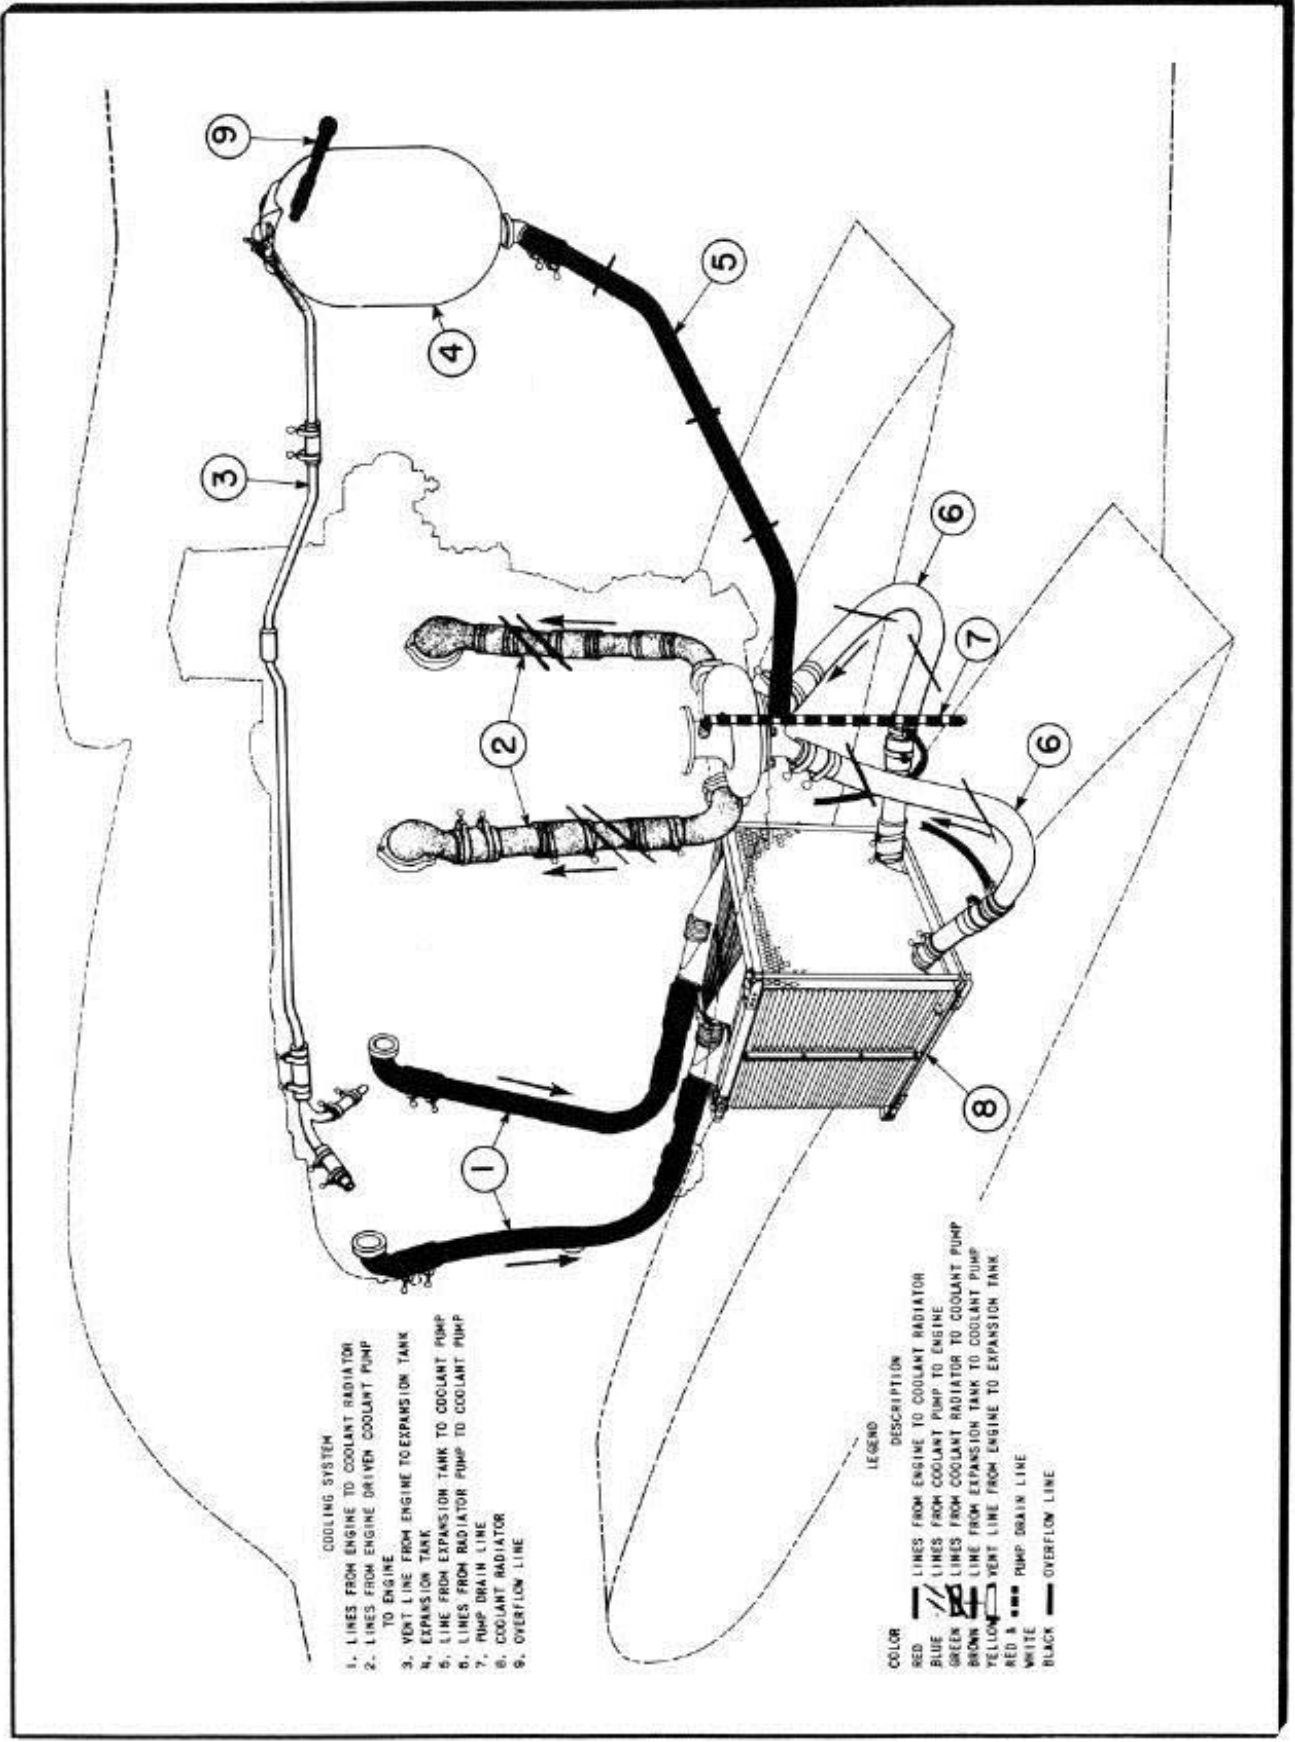 COOLING SYSTEM
1. LINES FROM ENGINE TO COOLANT RADIATOR
2. LINES FROM ENGINE DRIVEN COOLANT PUMP
TO ENGINE
3. VENT LINE FROM ENGINE TO EXPANSION TANK
4. EXPANSION TANK
5. LINE FROM EXPANSION TANK TO COOLANT PUMP
6. LINES FROM RADIATOR PUMP TO COOLANT PUMP
7. PUMP DRAIN LINE
8. COOLANT RADIATOR
9. OVERFLOW LINE
LEGEND
COLOR DESCRIPTION
RED LINES FROM ENGINE TO COOLANT RADIATOR
BLUE LINES FROM COOLANT PUMP TO ENGINE
GREEN LINES FROM COOLANT RADIATOR TO COOLANT PUMP
BROWN LINE FROM EXPANSION TANK TO COOLANT PUMP
YELLOW VENT LINE FROM ENGINE TO EXPANSION TANK
RED & PUMP DRAIN LINE
WHITE
BLACK OVERFLOW LINE
1
2
3
4
5
6
6
7
8
9